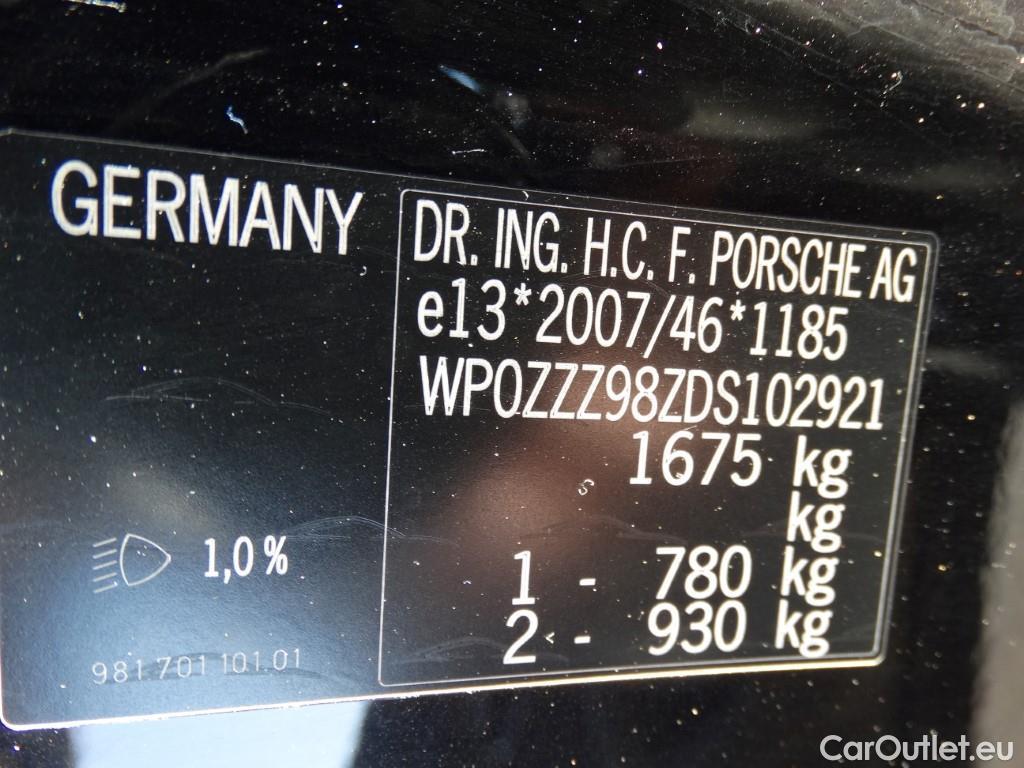 GERMANY
DR. ING. H.C. F. PORSCHE AG
e13*2007/46*1185
WP0ZZZ98ZDS102921
1675 kg
kg
1 - 780 kg
2 - 930 kg
1,0%
981 701 101.01
CarOutlet.eu